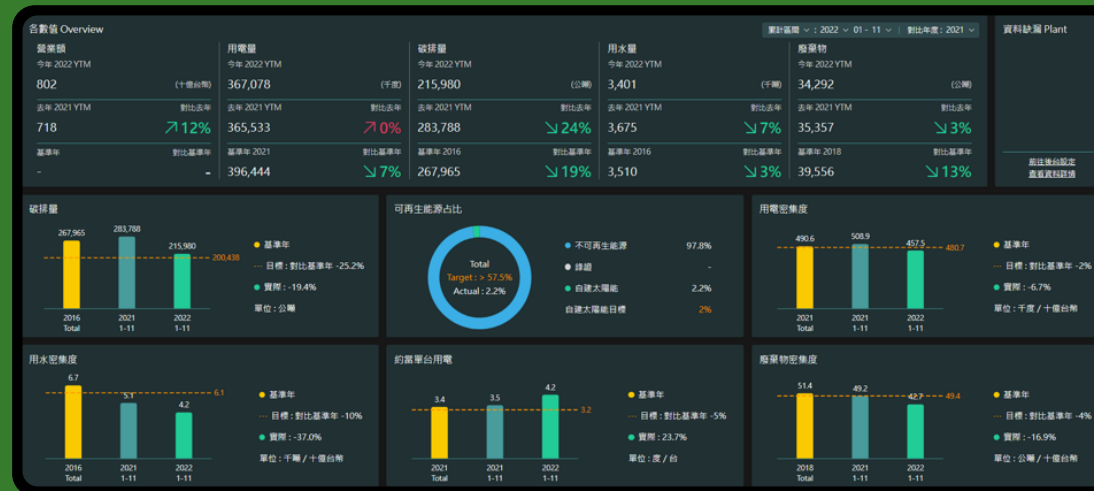 各數值 Overview
累計區間 : 2022 01 - 11 對比年度 : 2021
營業額
今年 2022 YTM
802 (十億台幣)
去年 2021 YTM 對比去年
718 12%
基準年 對比基準年
- -
用電量
今年 2022 YTM
367,078 (千度)
去年 2021 YTM 對比去年
365,533 0%
基準年 2021 對比基準年
396,444 7%
碳排量
今年 2022 YTM
215,980 (公噸)
去年 2021 YTM 對比去年
283,788 24%
基準年 2016 對比基準年
267,965 19%
用水量
今年 2022 YTM
3,401 (千噸)
去年 2021 YTM 對比去年
3,675 7%
基準年 2016 對比基準年
3,510 3%
廢棄物
今年 2022 YTM
34,292 (公噸)
去年 2021 YTM 對比去年
35,357 3%
基準年 2018 對比基準年
39,556 13%
資料缺漏 Plant
前往後台設定
查看資料詳情
碳排量
267,965
283,788
215,980
200,438
2016 Total
2021 1-11
2022 1-11
基準年
目標 : 對比基準年 -25.2%
實際 : -19.4%
單位 : 公噸
可再生能源占比
Total
Target : > 57.5%
Actual : 2.2%
不可再生能源 97.8%
綠證 -
自建太陽能 2.2%
自建太陽能目標 2%
用電密集度
490.6
508.9
457.5
480.7
2021 Total
2021 1-11
2022 1-11
基準年
目標 : 對比基準年 -2%
實際 : -6.7%
單位 : 千度 / 十億台幣
用水密集度
6.7
5.1
4.2
6.1
2016 Total
2021 1-11
2022 1-11
基準年
目標 : 對比基準年 -10%
實際 : -37.0%
單位 : 千噸 / 十億台幣
約當單台用電
3.4
3.5
4.2
3.2
2021 Total
2021 1-11
2022 1-11
基準年
目標 : 對比基準年 -5%
實際 : 23.7%
單位 : 度 / 台
廢棄物密集度
51.4
49.2
42.7
49.4
2018 Total
2021 1-11
2022 1-11
基準年
目標 : 對比基準年 -4%
實際 : -16.9%
單位 : 公噸 / 十億台幣